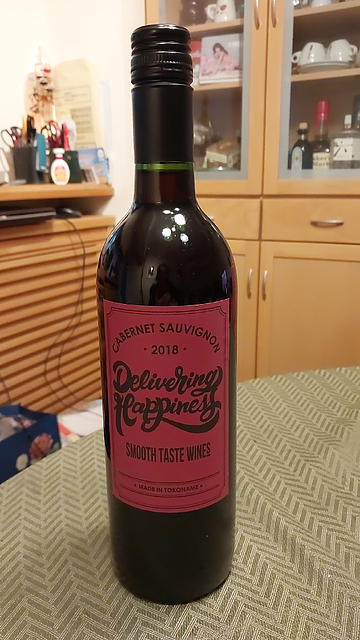 CABERNET SAUVIGNON
• 2018 •
Delivering
Happiness
SMOOTH TASTE WINES
• MADE IN TOKONAME •